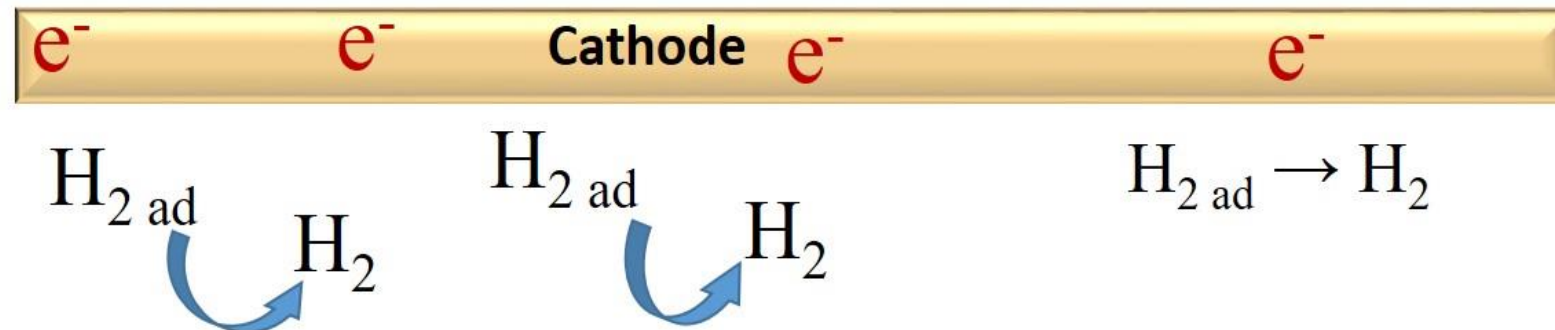 e⁻ e⁻ Cathode e⁻ e⁻
H₂ ad H₂ H₂ ad H₂ H₂ ad → H₂